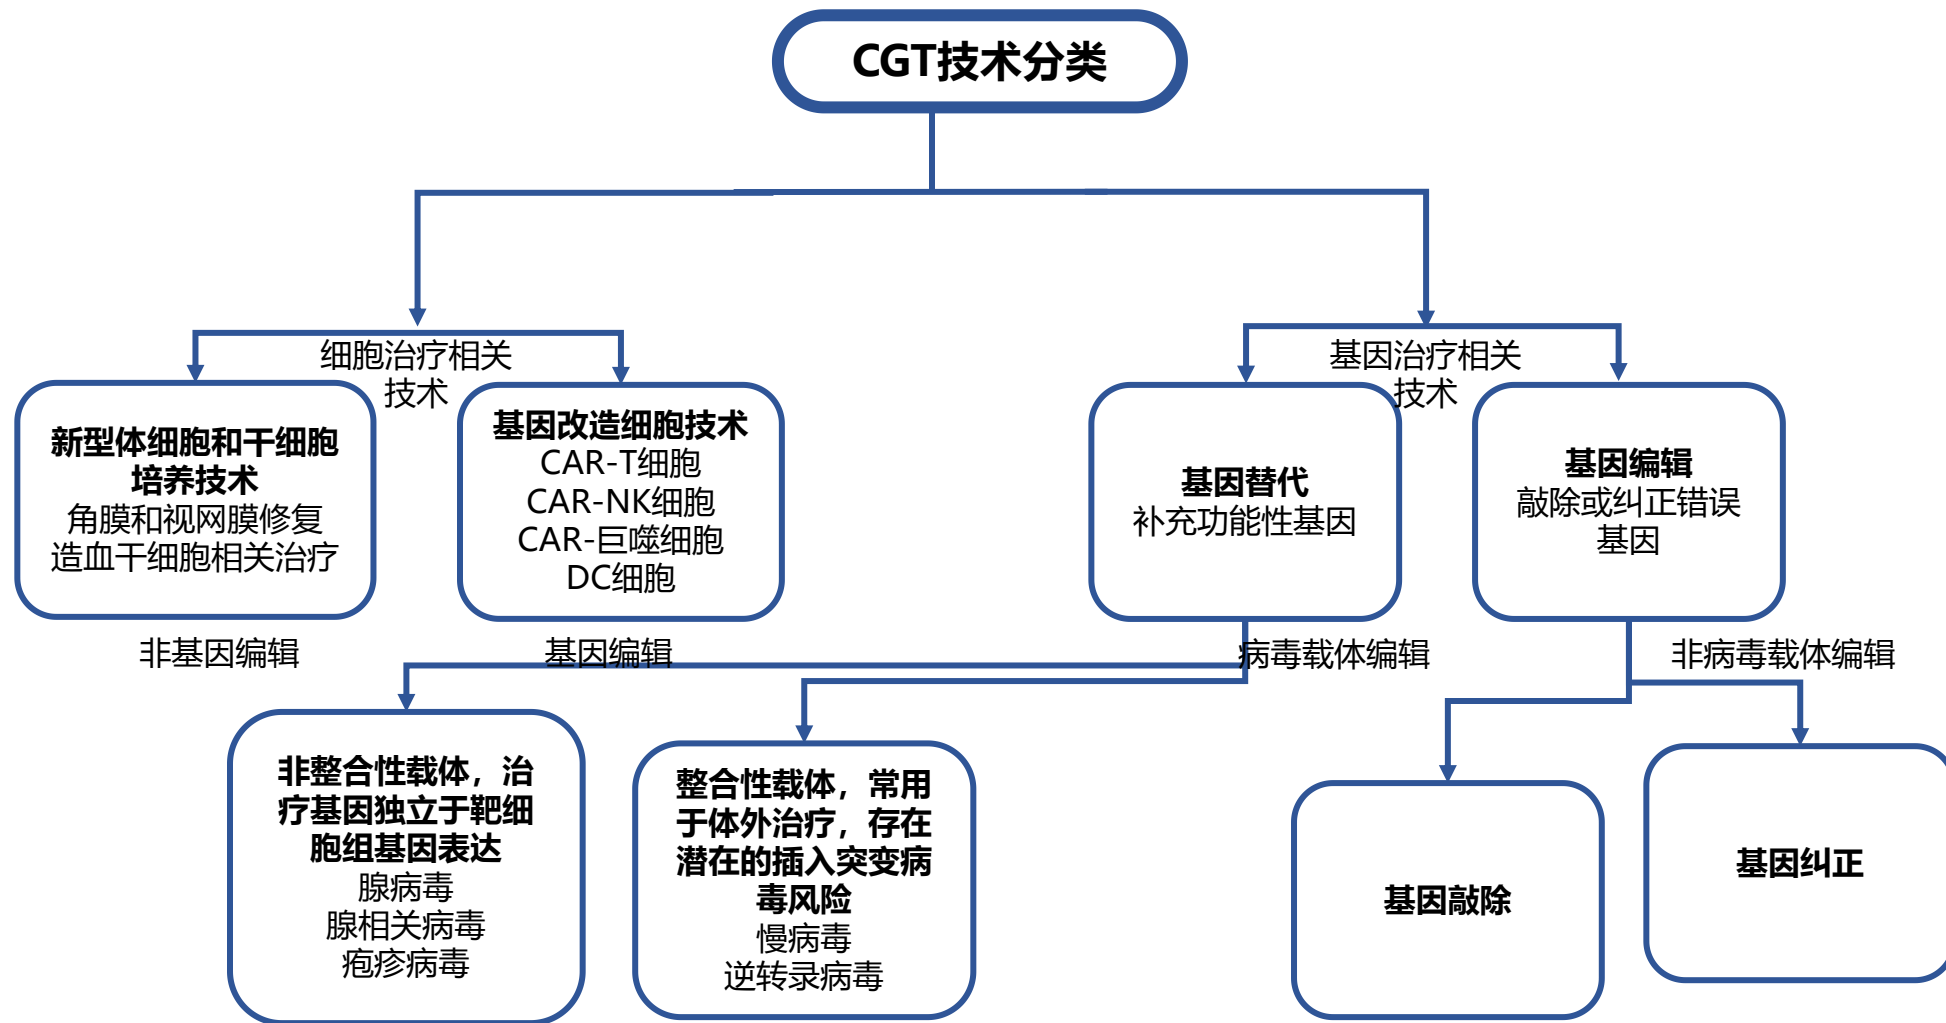 CGT技术分类
细胞治疗相关
技术
基因治疗相关
技术
新型体细胞和干细胞
培养技术
角膜和视网膜修复
造血干细胞相关治疗
基因改造细胞技术
CAR-T细胞
CAR-NK细胞
CAR-巨噬细胞
DC细胞
基因替代
补充功能性基因
基因编辑
敲除或纠正错误
基因
非基因编辑
基因编辑
病毒载体编辑
非病毒载体编辑
非整合性载体，治
疗基因独立于靶细
胞组基因表达
腺病毒
腺相关病毒
疱疹病毒
整合性载体，常用
于体外治疗，存在
潜在的插入突变病
毒风险
慢病毒
逆转录病毒
基因敲除
基因纠正